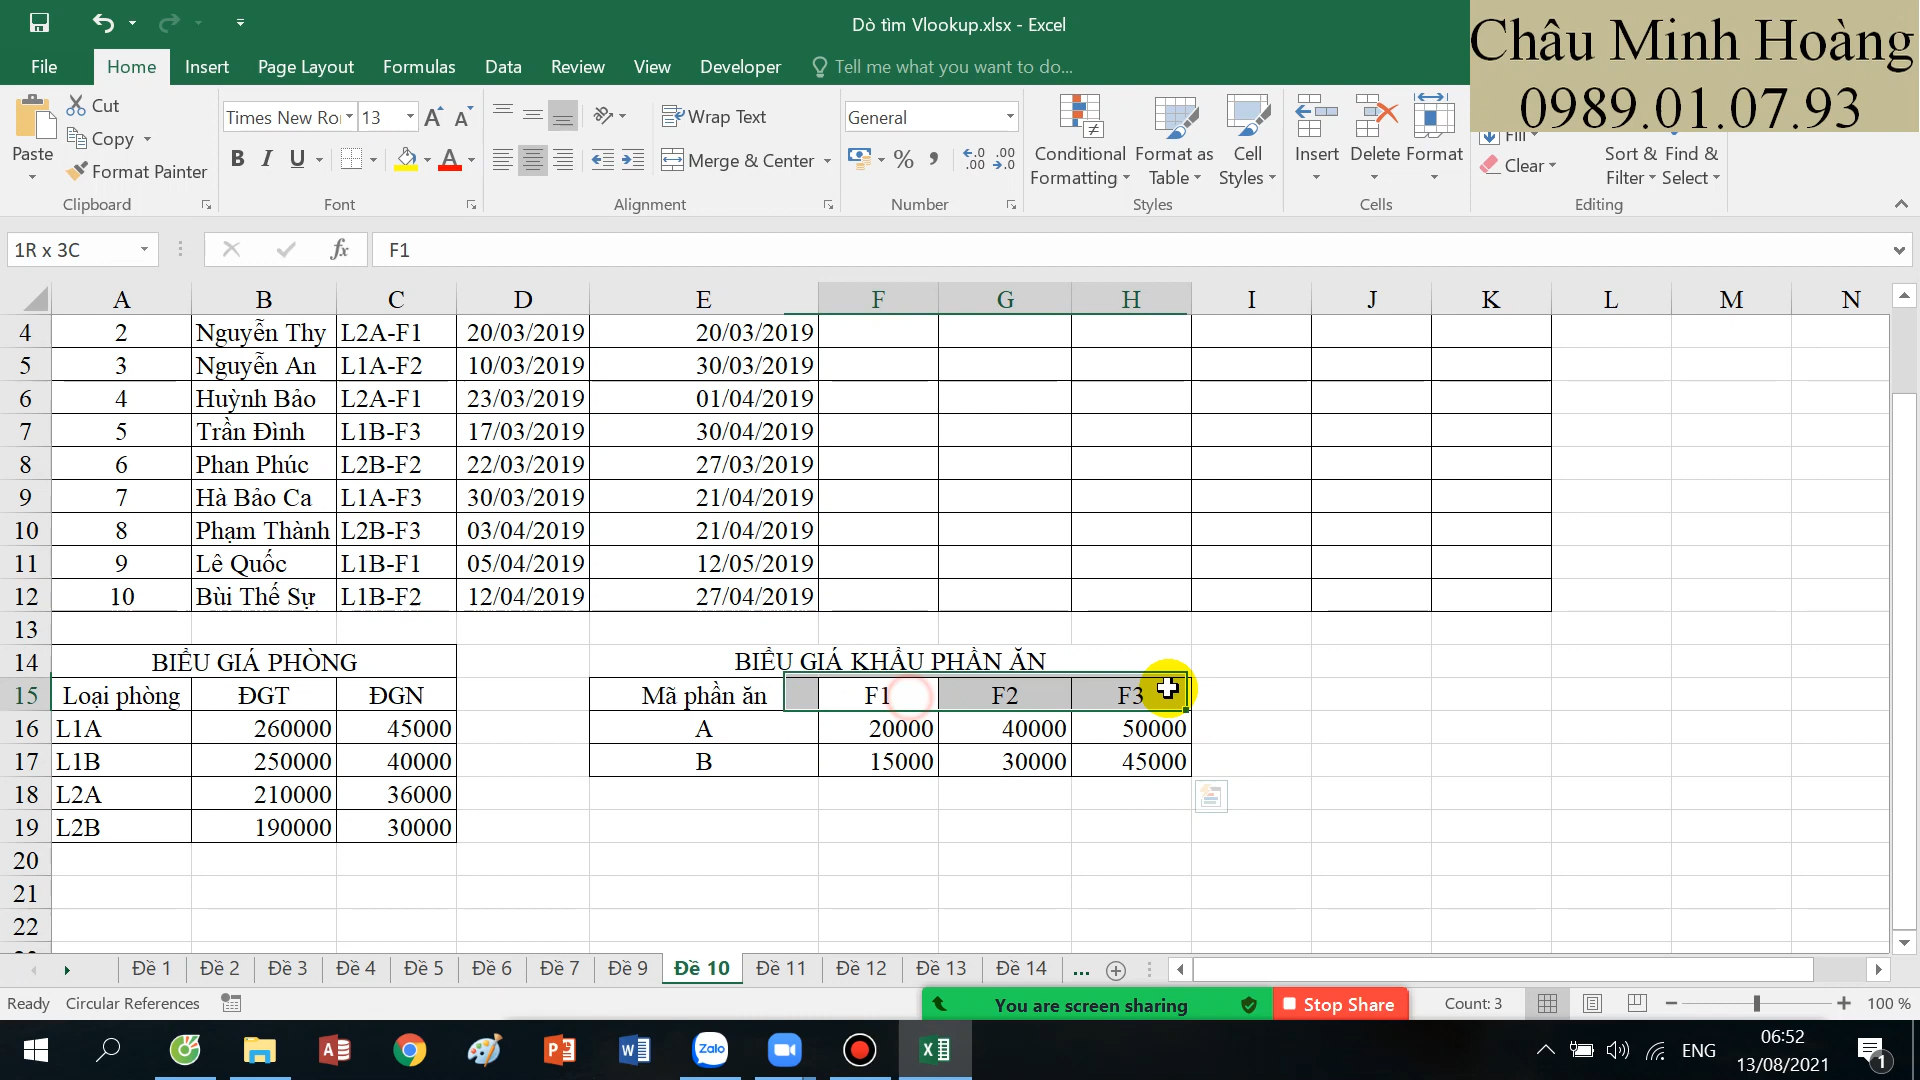 Dò tìm Vlookup.xlsx - Excel
Châu Minh Hoàng
0989.01.07.93
File Home Insert Page Layout Formulas Data Review View Developer Tell me what you want to do...
Cut
Copy
Format Painter
Paste
Clipboard
Times New Ro 13
B I U
Font
Wrap Text
Merge & Center
Alignment
General
Number
Conditional Formatting
Format as Table
Cell Styles
Styles
Insert Delete Format
Cells
Fill
Clear
Sort & Filter
Find & Select
Editing
1R x 3C fx F1
A B C D E F G H I J K L M N
4 2 Nguyễn Thy L2A-F1 20/03/2019 20/03/2019
5 3 Nguyễn An L1A-F2 10/03/2019 30/03/2019
6 4 Huỳnh Bảo L2A-F1 23/03/2019 01/04/2019
7 5 Trần Đình L1B-F3 17/03/2019 30/04/2019
8 6 Phan Phúc L2B-F2 22/03/2019 27/03/2019
9 7 Hà Bảo Ca L1A-F3 30/03/2019 21/04/2019
10 8 Phạm Thành L2B-F3 03/04/2019 21/04/2019
11 9 Lê Quốc L1B-F1 05/04/2019 12/05/2019
12 10 Bùi Thế Sự L1B-F2 12/04/2019 27/04/2019
13
14 BIỂU GIÁ PHÒNG BIỂU GIÁ KHẨU PHẦN ĂN
15 Loại phòng ĐGT ĐGN Mã phần ăn F1 F2 F3
16 L1A 260000 45000 A 20000 40000 50000
17 L1B 250000 40000 B 15000 30000 45000
18 L2A 210000 36000
19 L2B 190000 30000
20
21
22
Đề 1 Đề 2 Đề 3 Đề 4 Đề 5 Đề 6 Đề 7 Đề 9 Đề 10 Đề 11 Đề 12 Đề 13 Đề 14 ...
Ready Circular References You are screen sharing Stop Share Count: 3 100 %
Zalo ENG 06:52
13/08/2021 1